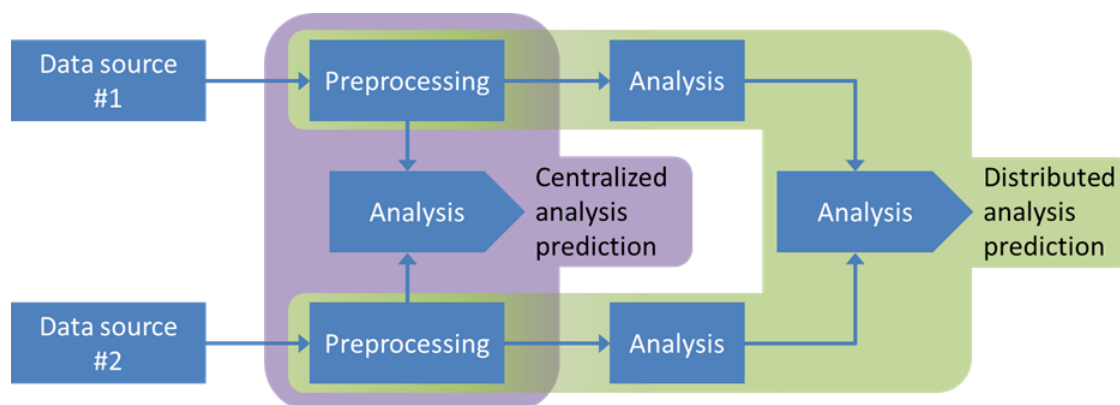 Data source
#1
Preprocessing
Analysis
Analysis
Centralized
analysis
prediction
Analysis
Distributed
analysis
prediction
Data source
#2
Preprocessing
Analysis